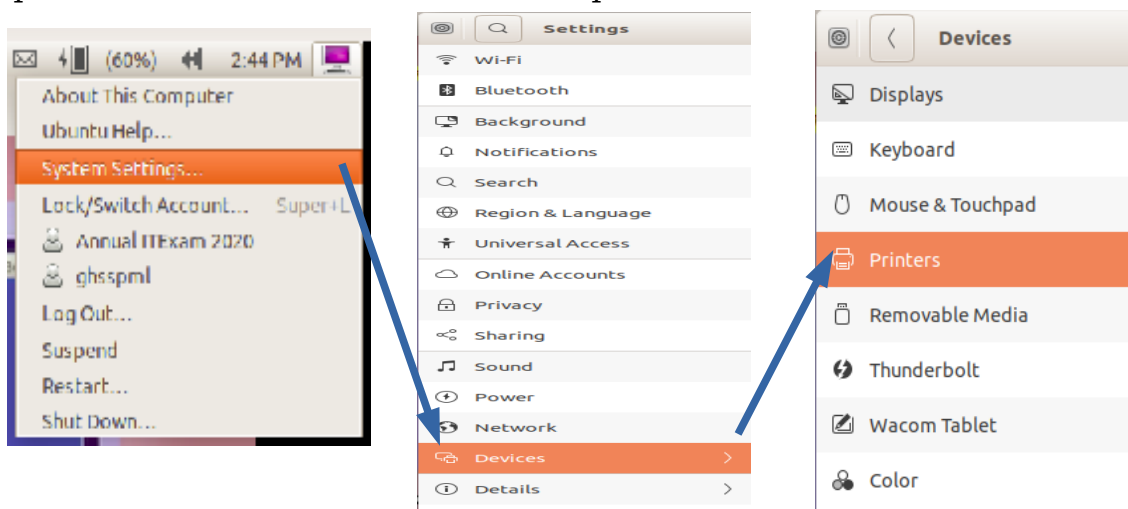 (60%) 2:44 PM
About This Computer
Ubuntu Help...
System Settings...
Lock/Switch Account... Super+L
Annual ITExam 2020
ghsspml
Log Out...
Suspend
Restart...
Shut Down...
Settings
Wi-Fi
Bluetooth
Background
Notifications
Search
Region & Language
Universal Access
Online Accounts
Privacy
Sharing
Sound
Power
Network
Devices
Details
Devices
Displays
Keyboard
Mouse & Touchpad
Printers
Removable Media
Thunderbolt
Wacom Tablet
Color